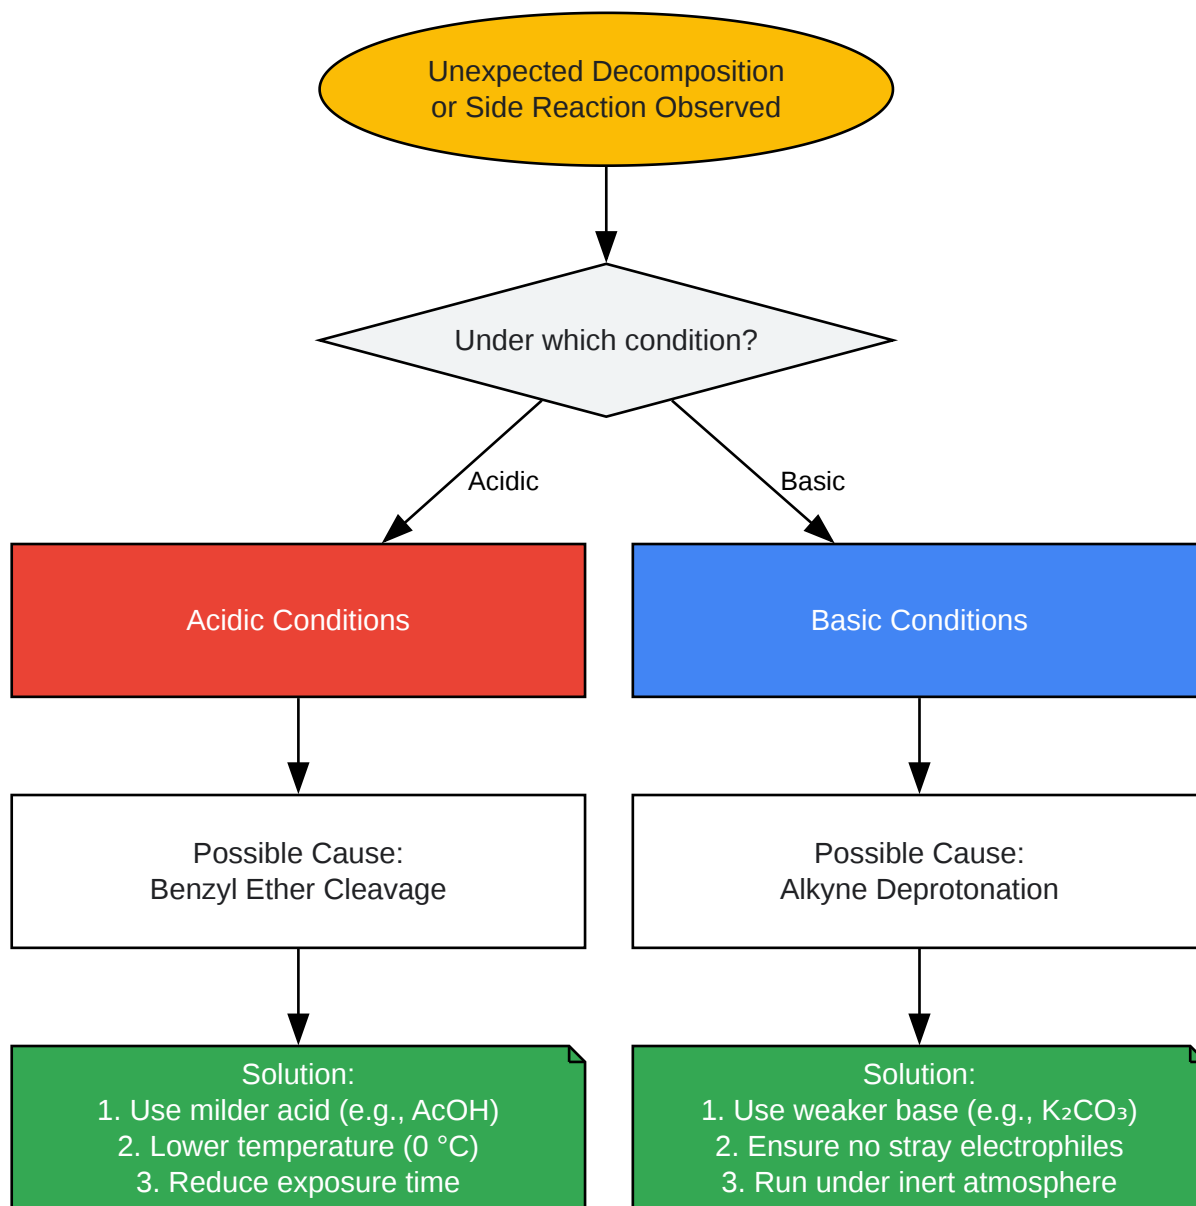 Unexpected Decomposition
or Side Reaction Observed
Under which condition?
Acidic
Basic
Acidic Conditions
Basic Conditions
Possible Cause:
Benzyl Ether Cleavage
Possible Cause:
Alkyne Deprotonation
Solution:
1. Use milder acid (e.g., AcOH)
2. Lower temperature (0 °C)
3. Reduce exposure time
Solution:
1. Use weaker base (e.g., K₂CO₃)
2. Ensure no stray electrophiles
3. Run under inert atmosphere